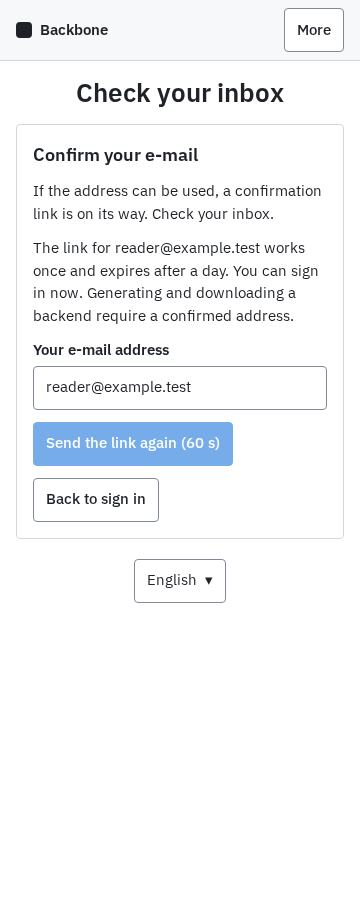 Backbone
More
Check your inbox
Confirm your e-mail
If the address can be used, a confirmation
link is on its way. Check your inbox.
The link for reader@example.test works
once and expires after a day. You can sign
in now. Generating and downloading a
backend require a confirmed address.
Your e-mail address
reader@example.test
Send the link again (60 s)
Back to sign in
English ▾